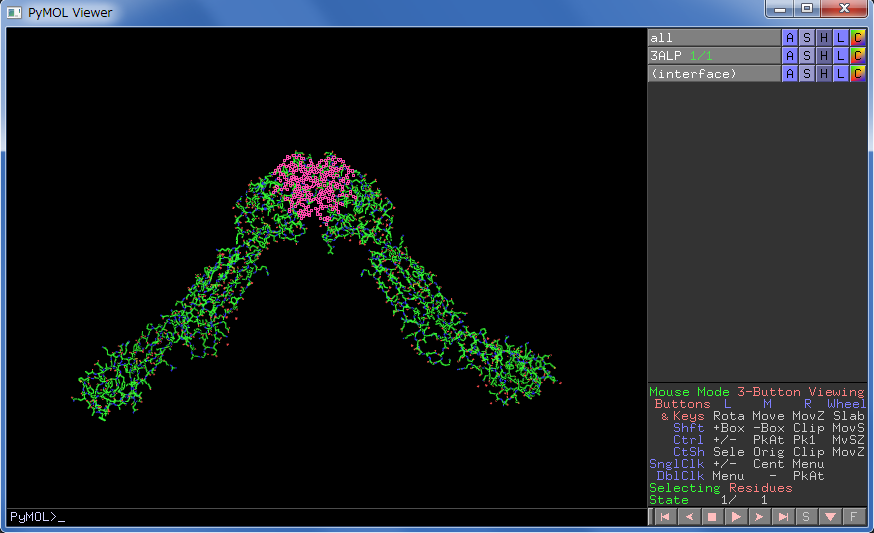 PyMOL Viewer
all A S H L C
3ALP 1/1 A S H L C
(interface) A S H L C
Mouse Mode 3-Button Viewing
Buttons L M R Wheel
& Keys Rota Move MovZ Slab
Shft +Box -Box Clip MovS
Ctrl +/- PkAt Pk1 MvSZ
CtSh Sele Orig Clip MovZ
SnglClk +/- Cent Menu
DblClk Menu - PkAt
Selecting Residues
State 1/ 1
PyMOL>_
S F